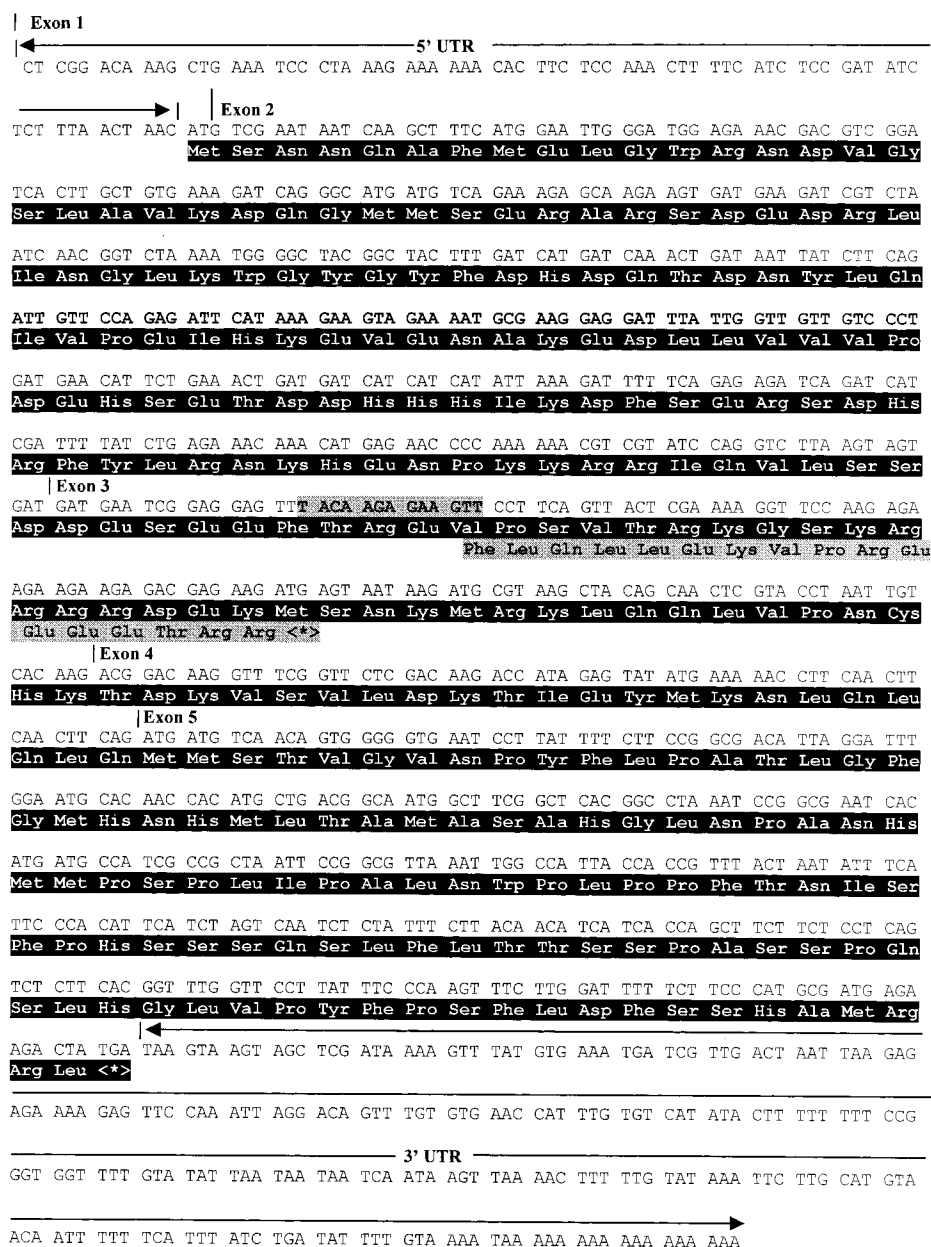 Exon 1
5' UTR
CT CGG ACA AAG CTG AAA TCC CTA AAG AAA AAA CAC TTC TCC AAA CTT TTC ATC TCC GAT ATC
Exon 2
TCT TTA ACT AAC ATG TCG AAT AAT CAA GCT TTC ATG GAA TTG GGA TGG AGA AAC GAC GTC GGA
Met Ser Asn Asn Gln Ala Phe Met Glu Leu Gly Trp Arg Asn Asp Val Gly
TCA CTT GCT GTG AAA GAT CAG GGC ATG ATG TCA GAA AGA GCA AGA AGT GAT GAA GAT CGT CTA
Ser Leu Ala Val Lys Asp Gln Gly Met Met Ser Glu Arg Ala Arg Ser Asp Glu Asp Arg Leu
ATC AAC GGT CTA AAA TGG GGC TAC GGC TAC TTT GAT CAT GAT CAA ACT GAT AAT TAT CTT CAG
Ile Asn Gly Leu Lys Trp Gly Tyr Gly Tyr Phe Asp His Asp Gln Thr Asp Asn Tyr Leu Gln
ATT GTT CCA GAG ATT CAT AAA GAA GTA GAA AAT GCG AAG GAG GAT TTA TTG GTT GTT GTC CCT
Ile Val Pro Glu Ile His Lys Glu Val Glu Asn Ala Lys Glu Asp Leu Leu Val Val Val Pro
GAT GAA CAT TCT GAA ACT GAT GAT CAT CAT CAT ATT AAA GAT TTT TCA GAG AGA TCA GAT CAT
Asp Glu His Ser Glu Thr Asp Asp His His His Ile Lys Asp Phe Ser Glu Arg Ser Asp His
CGA TTT TAT CTG AGA AAC AAA CAT GAG AAC CCC AAA AAA CGT CGT ATC CAG GTC TTA AGT AGT
Arg Phe Tyr Leu Arg Asn Lys His Glu Asn Pro Lys Lys Arg Arg Ile Gln Val Leu Ser Ser
Exon 3
GAT GAT GAA TCG GAG GAG TTT ACA AGA GAA GTT CCT TCA GTT ACT CGA AAA GGT TCC AAG AGA
Asp Asp Glu Ser Glu Glu Phe Thr Arg Glu Val Pro Ser Val Thr Arg Lys Gly Ser Lys Arg
Phe Leu Gln Leu Leu Glu Lys Val Pro Arg Glu
AGA AGA AGA GAC GAG AAG ATG AGT AAT AAG ATG CGT AAG CTA CAG CAA CTC GTA CCT AAT TGT
Arg Arg Arg Asp Glu Lys Met Ser Asn Lys Met Arg Lys Leu Gln Gln Leu Val Pro Asn Cys
Glu Glu Glu Thr Arg Arg <*>
Exon 4
CAC AAG ACG GAC AAG GTT TCG GTT CTC GAC AAG ACC ATA GAG TAT ATG AAA AAC CTT CAA CTT
His Lys Thr Asp Lys Val Ser Val Leu Asp Lys Thr Ile Glu Tyr Met Lys Asn Leu Gln Leu
Exon 5
CAA CTT CAG ATG ATG TCA ACA GTG GGG GTG AAT CCT TAT TTT CTT CCG GCG ACA TTA GGA TTT
Gln Leu Gln Met Met Ser Thr Val Gly Val Asn Pro Tyr Phe Leu Pro Ala Thr Leu Gly Phe
GGA ATG CAC AAC CAC ATG CTG ACG GCA ATG GCT TCG GCT CAC GGC CTA AAT CCG GCG AAT CAC
Gly Met His Asn His Met Leu Thr Ala Met Ala Ser Ala His Gly Leu Asn Pro Ala Asn His
ATG ATG CCA TCG CCG CTA ATT CCG GCG TTA AAT TGG CCA TTA CCA CCG TTT ACT AAT ATT TCA
Met Met Pro Ser Pro Leu Ile Pro Ala Leu Asn Trp Pro Leu Pro Pro Phe Thr Asn Ile Ser
TTC CCA CAT TCA TCT AGT CAA TCT CTA TTT CTT ACA ACA TCA TCA CCA GCT TCT TCT CCT CAG
Phe Pro His Ser Ser Ser Gln Ser Leu Phe Leu Thr Thr Ser Ser Pro Ala Ser Ser Pro Gln
TCT CTT CAC GGT TTG GTT CCT TAT TTC CCA AGT TTC TTG GAT TTT TCT TCC CAT GCG ATG AGA
Ser Leu His Gly Leu Val Pro Tyr Phe Pro Ser Phe Leu Asp Phe Ser Ser His Ala Met Arg
AGA CTA TGA TAA GTA AGT AGC TCG ATA AAA GTT TAT GTG AAA TGA TCG TTG ACT AAT TAA GAG
Arg Leu <*>
AGA AAA GAG TTC CAA ATT AGG ACA GTT TGT GTG AAC CAT TTG TGT CAT ATA CTT TTT TTT CCG
3' UTR
GGT GGT TTT GTA TAT TAA TAA TAA TCA ATA AGT TAA AAC TTT TTG TAT AAA TTC TTG CAT GTA
ACA ATT TTT TCA TTT ATC TGA TAT TTT GTA AAA TAA AAA AAA AAA AAA AAA